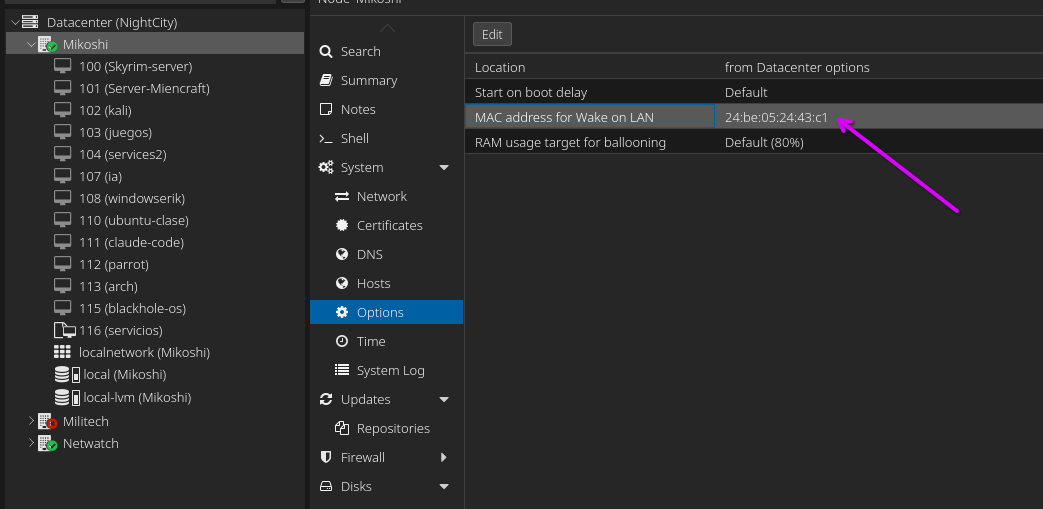 Node 'Mikoshi'
Datacenter (NightCity)
Mikoshi
100 (Skyrim-server)
101 (Server-Miencraft)
102 (kali)
103 (juegos)
104 (services2)
107 (ia)
108 (windowserik)
110 (ubuntu-clase)
111 (claude-code)
112 (parrot)
113 (arch)
115 (blackhole-os)
116 (servicios)
localnetwork (Mikoshi)
local (Mikoshi)
local-lvm (Mikoshi)
Militech
Netwatch
Search
Summary
Notes
Shell
System
Network
Certificates
DNS
Hosts
Options
Time
System Log
Updates
Repositories
Firewall
Disks
Edit
Location from Datacenter options
Start on boot delay Default
MAC address for Wake on LAN 24:be:05:24:43:c1
RAM usage target for ballooning Default (80%)